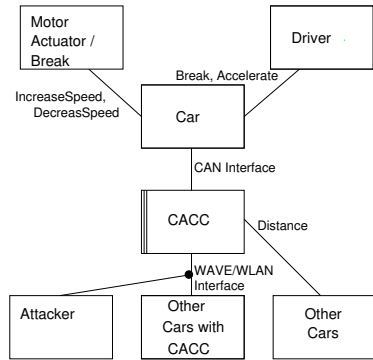 Motor
Actuator /
Break
Driver
Break, Accelerate
IncreaseSpeed,
DecreasSpeed
Car
CAN Interface
CACC
Distance
WAVE/WLAN
Interface
Attacker
Other
Cars with
CACC
Other
Cars